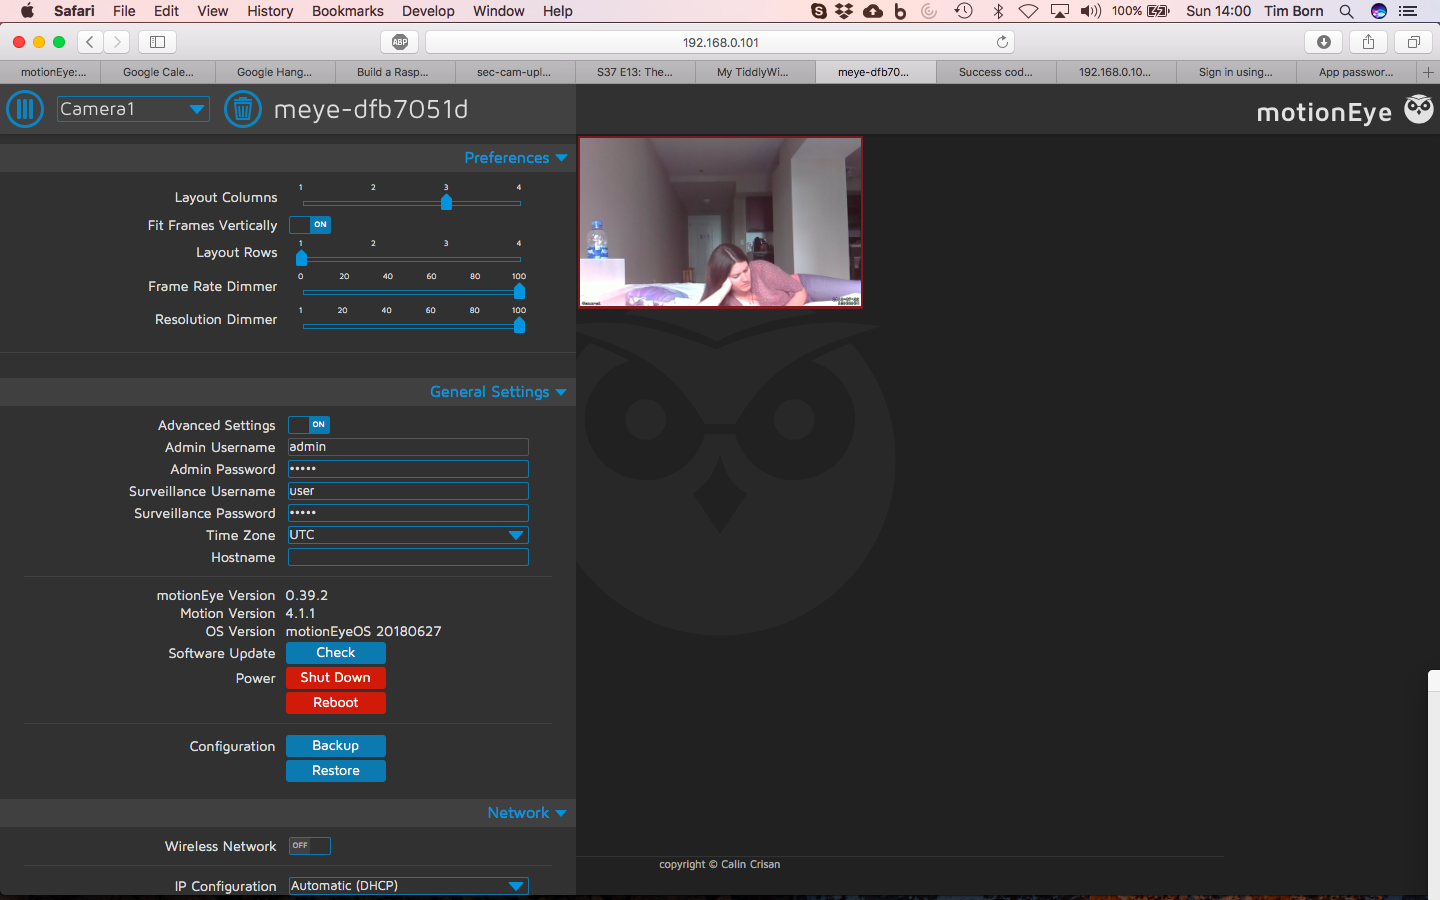 Safari File Edit View History Bookmarks Develop Window Help 100% Sun 14:00 Tim Born
ABP 192.168.0.101
motionEye:... Google Cale... Google Hang... Build a Rasp... sec-cam-upl... S37 E13: The... My TiddlyWi... meye-dfb70... Success cod... 192.168.0.10... Sign in using... App passwor...
Camera1 meye-dfb7051d motionEye
Preferences
1 2 3 4
Layout Columns
Fit Frames Vertically ON
1 2 3 4
Layout Rows
0 20 40 60 80 100
Frame Rate Dimmer
1 20 40 60 80 100
Resolution Dimmer
General Settings
Advanced Settings ON
Admin Username admin
Admin Password •••••
Surveillance Username user
Surveillance Password •••••
Time Zone UTC
Hostname
motionEye Version 0.39.2
Motion Version 4.1.1
OS Version motionEyeOS 20180627
Software Update Check
Power Shut Down
Reboot
Configuration Backup
Restore
Network
Wireless Network OFF
IP Configuration Automatic (DHCP)
copyright © Calin Crisan